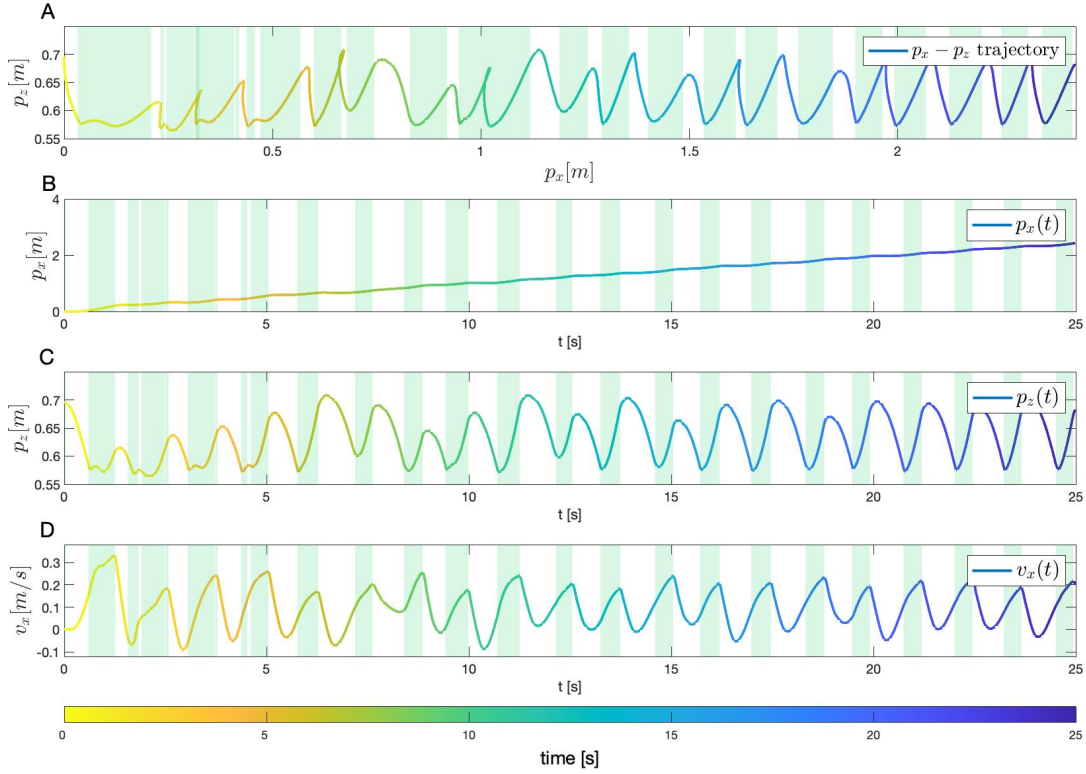 A
p_z[m]
0.7
0.65
0.6
0.55
p_x − p_z trajectory
0 0.5 1 1.5 2
p_x[m]
B
p_x[m]
4
2
0
p_x(t)
0 5 10 15 20 25
t [s]
C
p_z[m]
0.7
0.65
0.6
0.55
p_z(t)
0 5 10 15 20 25
t [s]
D
v_x[m/s]
0.3
0.2
0.1
0
-0.1
v_x(t)
0 5 10 15 20 25
t [s]
0 5 10 15 20 25
time [s]